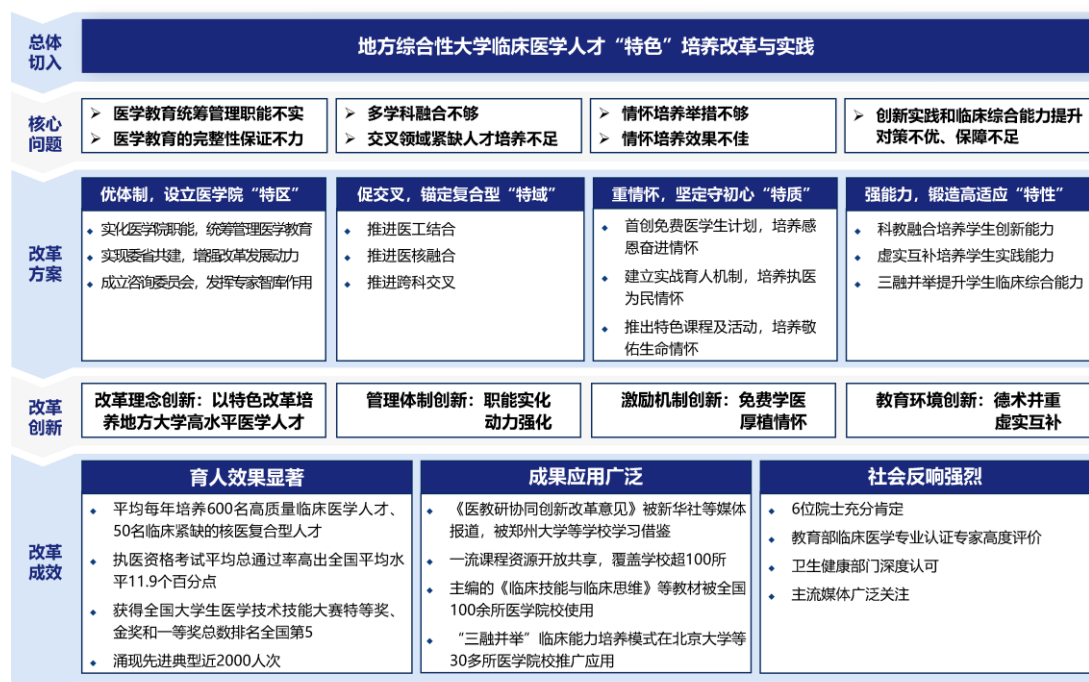 总体
切入
地方综合性大学临床医学人才“特色”培养改革与实践
核心
问题
➢ 医学教育统筹管理职能不实
➢ 医学教育的完整性保证不力
➢ 多学科融合不够
➢ 交叉领域紧缺人才培养不足
➢ 情怀培养举措不够
➢ 情怀培养效果不佳
➢ 创新实践和临床综合能力提升
对策不优、保障不足
改革
方案
优体制，设立医学院“特区”
◆ 实化医学院职能，统筹管理医学教育
◆ 实现委省共建，增强改革发展动力
◆ 成立咨询委员会，发挥专家智库作用
促交叉，锚定复合型“特域”
◆ 推进医工结合
◆ 推进医核融合
◆ 推进跨科交叉
重情怀，坚定守初心“特质”
◆ 首创免费医学生计划，培养感
恩奋进情怀
◆ 建立实战育人机制，培养执医
为民情怀
◆ 推出特色课程及活动，培养敬
佑生命情怀
强能力，锻造高适应“特性”
◆ 科教融合培养学生创新能力
◆ 虚实互补培养学生实践能力
◆ 三融并举提升学生临床综合能力
改革
创新
改革理念创新：以特色改革培
养地方大学高水平医学人才
管理体制创新：职能实化
动力强化
激励机制创新：免费学医
厚植情怀
教育环境创新：德术并重
虚实互补
改革
成效
育人效果显著
◆ 平均每年培养600名高质量临床医学人才、
50名临床紧缺的核医复合型人才
◆ 执医资格考试平均总通过率高出全国平均水
平11.9个百分点
◆ 获得全国大学生医学技术技能大赛特等奖、
金奖和一等奖总数排名全国第5
◆ 涌现先进典型近2000人次
成果应用广泛
◆ 《医教研协同创新改革意见》被新华社等媒体
报道，被郑州大学等学校学习借鉴
◆ 一流课程资源开放共享，覆盖学校超100所
◆ 主编的《临床技能与临床思维》等教材被全国
100余所医学院校使用
◆ “三融并举”临床能力培养模式在北京大学等
30多所医学院校推广应用
社会反响强烈
◆ 6位院士充分肯定
◆ 教育部临床医学专业认证专家高度评价
◆ 卫生健康部门深度认可
◆ 主流媒体广泛关注